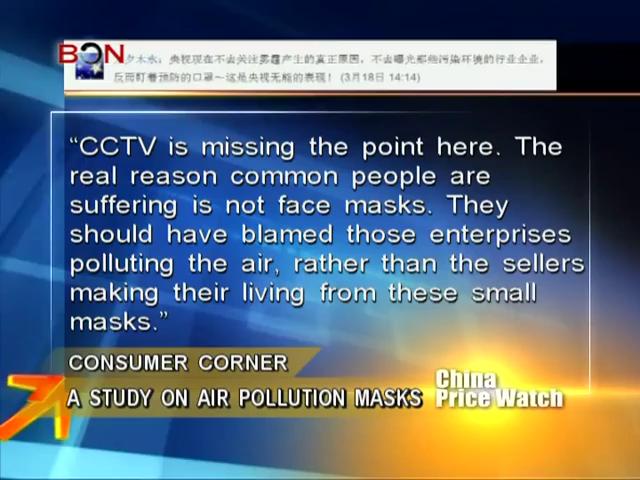 BON
夕木水：央视现在不去关注雾霾产生的真正原因，不去曝光那些污染环境的行业企业，
反而盯着预防的口罩～这是央视无能的表现！(3月18日 14:14)
“CCTV is missing the point here. The
real reason common people are
suffering is not face masks. They
should have blamed those enterprises
polluting the air, rather than the sellers
making their living from these small
masks.”
CONSUMER CORNER
A STUDY ON AIR POLLUTION MASKS
China
Price Watch